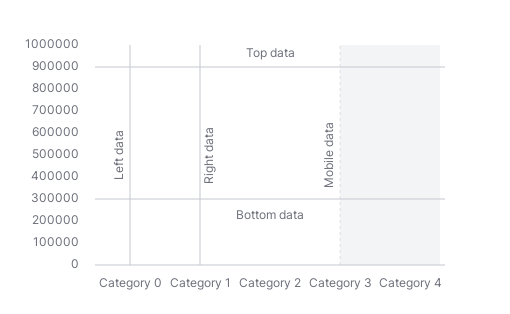 1000000
Top data
900000
800000
700000
600000
500000
400000
300000
200000
100000
0
Left data
Right data
Mobile data
Bottom data
Category 0 Category 1 Category 2 Category 3 Category 4